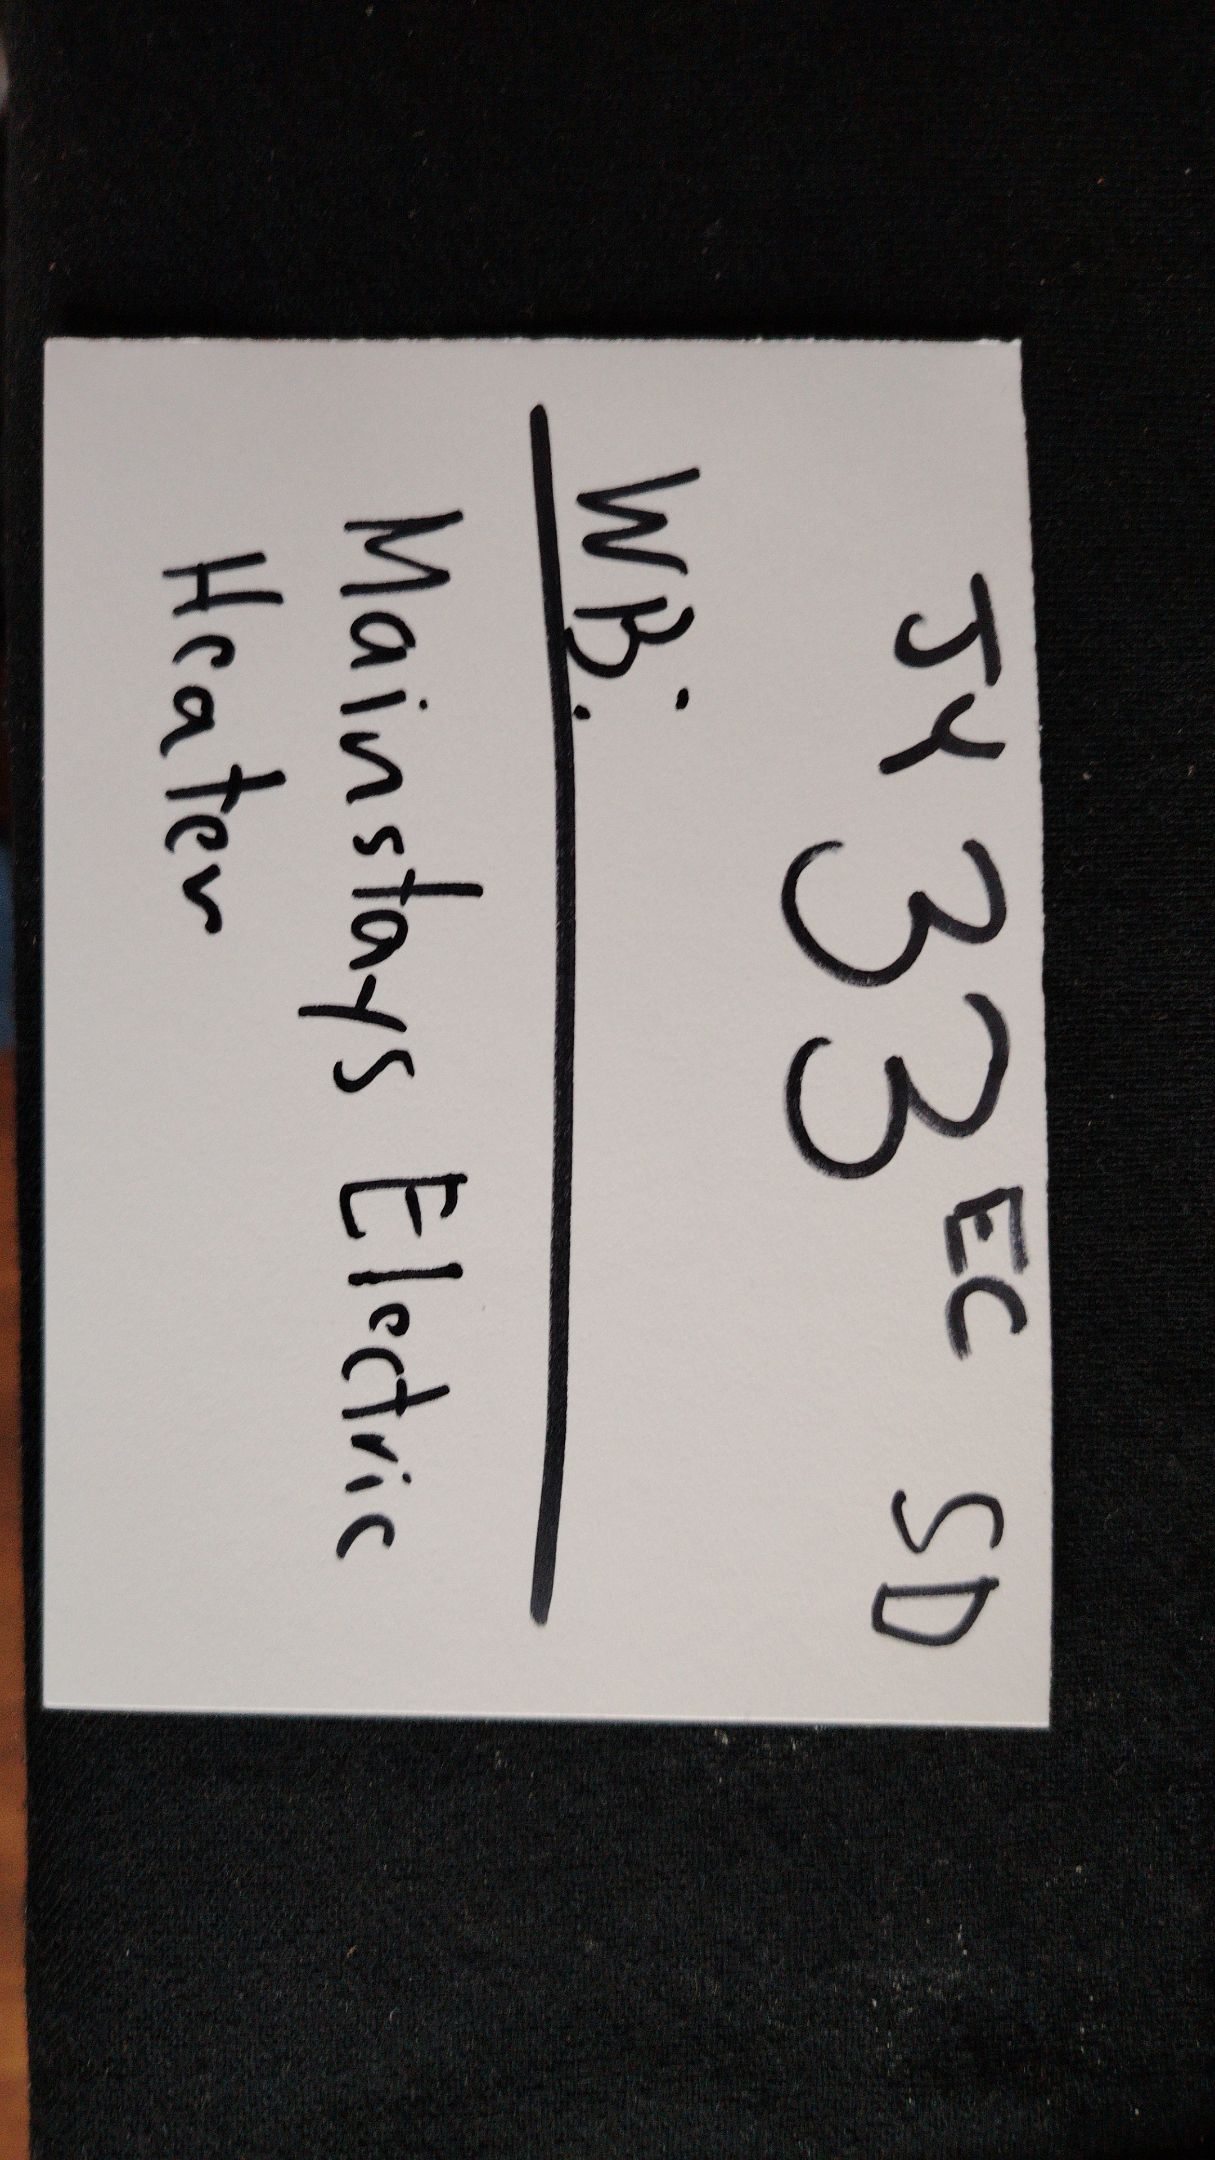 JY 33 EC SD
WB:
Mainstays Electric
Heater